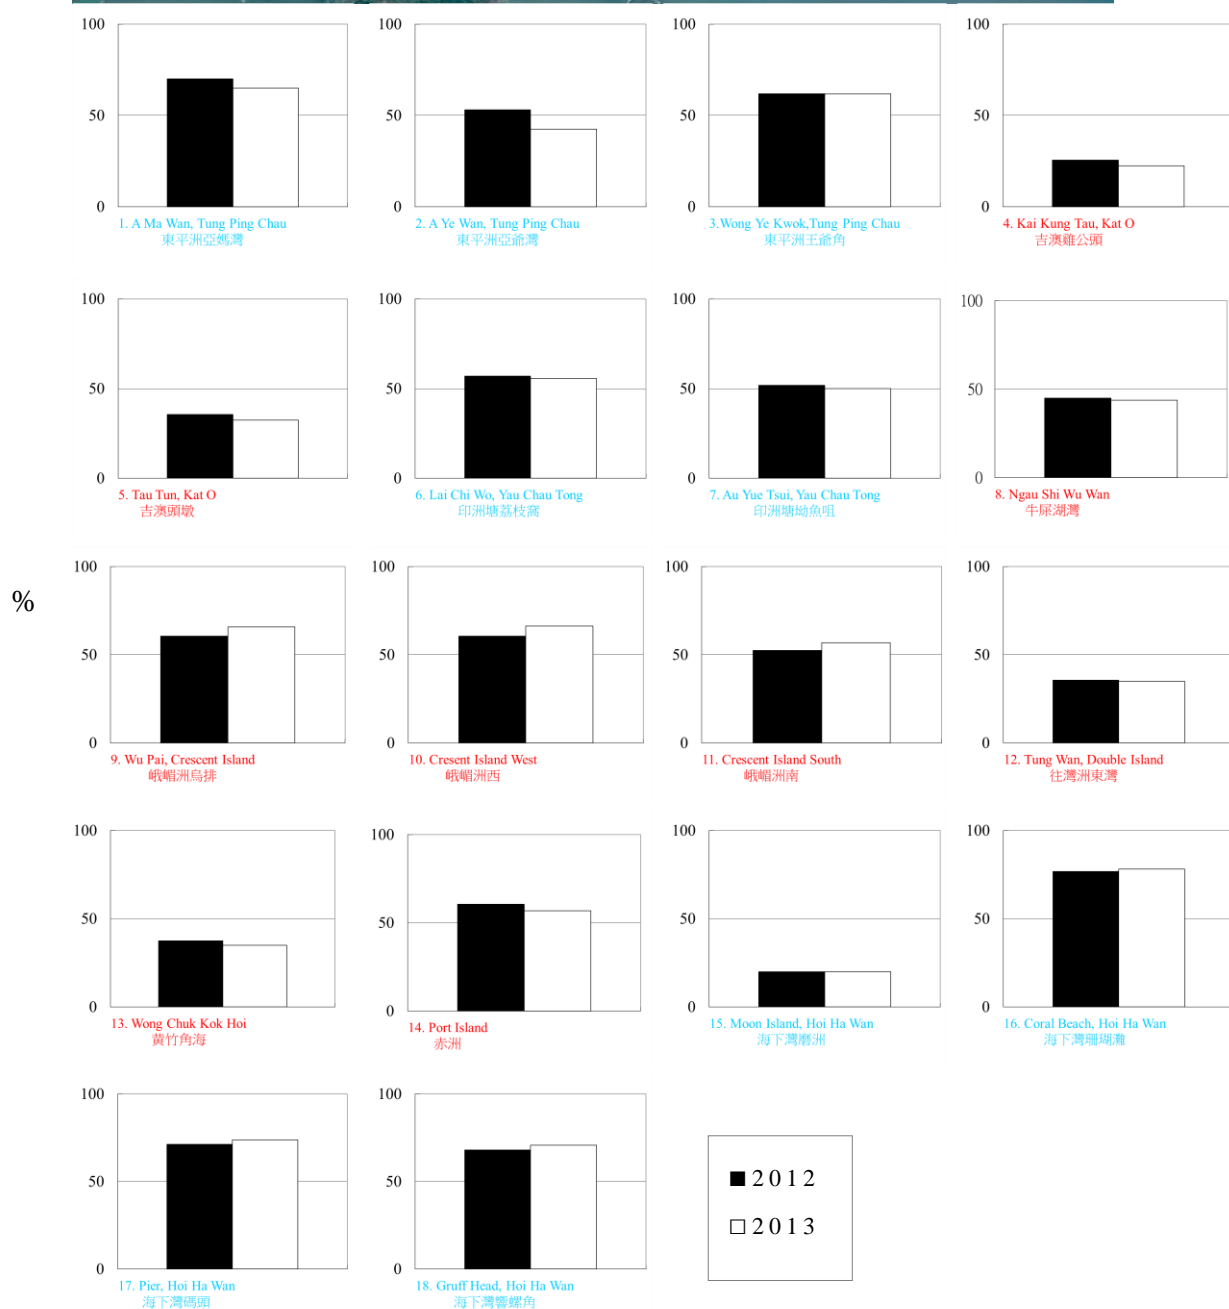 100
50
0
1. A Ma Wan, Tung Ping Chau
東平洲亞媽灣
100
50
0
2. A Ye Wan, Tung Ping Chau
東平洲亞爺灣
100
50
0
3.Wong Ye Kwok,Tung Ping Chau
東平洲王爺角
100
50
0
4. Kai Kung Tau, Kat O
吉澳雞公頭
100
50
0
5. Tau Tun, Kat O
吉澳頭墩
100
50
0
6. Lai Chi Wo, Yau Chau Tong
印洲塘荔枝窩
100
50
0
7. Au Yue Tsui, Yau Chau Tong
印洲塘坳魚咀
100
50
0
8. Ngau Shi Wu Wan
牛屎湖灣
%
100
50
0
9. Wu Pai, Crescent Island
峨嵋洲烏排
100
50
0
10. Cresent Island West
峨嵋洲西
100
50
0
11. Crescent Island South
峨嵋洲南
100
50
0
12. Tung Wan, Double Island
往灣洲東灣
100
50
0
13. Wong Chuk Kok Hoi
黃竹角海
100
50
0
14. Port Island
赤洲
100
50
0
15. Moon Island, Hoi Ha Wan
海下灣磨洲
100
50
0
16. Coral Beach, Hoi Ha Wan
海下灣珊瑚灘
100
50
0
17. Pier, Hoi Ha Wan
海下灣碼頭
100
50
0
18. Gruff Head, Hoi Ha Wan
海下灣響螺角
2012
2013